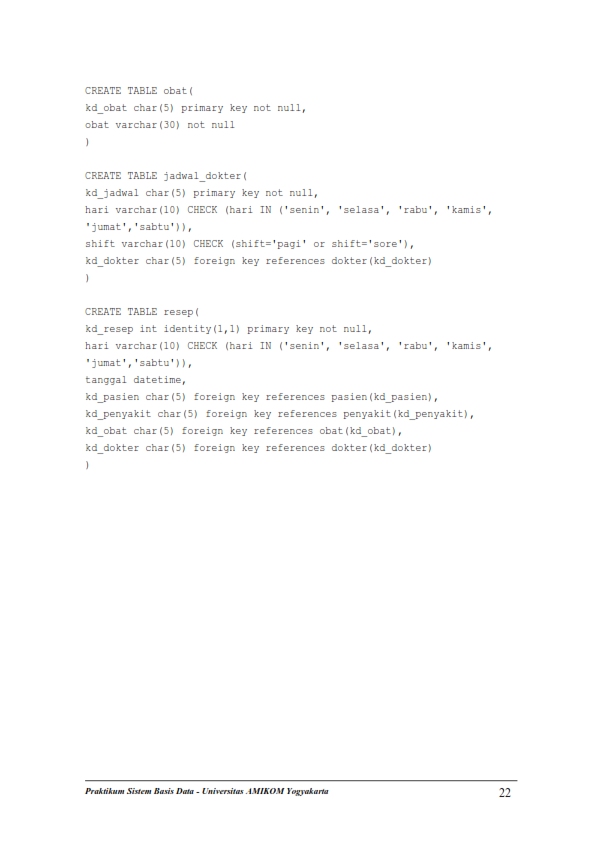 CREATE TABLE obat(
kd_obat char(5) primary key not null,
obat varchar(30) not null
)
CREATE TABLE jadwal_dokter(
kd_jadwal char(5) primary key not null,
hari varchar(10) CHECK (hari IN ('senin', 'selasa', 'rabu', 'kamis',
'jumat','sabtu')),
shift varchar(10) CHECK (shift='pagi' or shift='sore'),
kd_dokter char(5) foreign key references dokter(kd_dokter)
)
CREATE TABLE resep(
kd_resep int identity(1,1) primary key not null,
hari varchar(10) CHECK (hari IN ('senin', 'selasa', 'rabu', 'kamis',
'jumat','sabtu')),
tanggal datetime,
kd_pasien char(5) foreign key references pasien(kd_pasien),
kd_penyakit char(5) foreign key references penyakit(kd_penyakit),
kd_obat char(5) foreign key references obat(kd_obat),
kd_dokter char(5) foreign key references dokter(kd_dokter)
)
Praktikum Sistem Basis Data - Universitas AMIKOM Yogyakarta 22